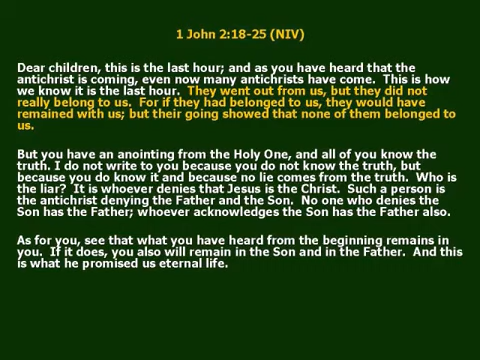 1 John 2:18-25 (NIV)
Dear children, this is the last hour; and as you have heard that the
antichrist is coming, even now many antichrists have come.  This is how
we know it is the last hour.  They went out from us, but they did not
really belong to us.  For if they had belonged to us, they would have
remained with us; but their going showed that none of them belonged to
us.
But you have an anointing from the Holy One, and all of you know the
truth. I do not write to you because you do not know the truth, but
because you do know it and because no lie comes from the truth.  Who is
the liar?  It is whoever denies that Jesus is the Christ.  Such a person is
the antichrist denying the Father and the Son.  No one who denies the
Son has the Father; whoever acknowledges the Son has the Father also.
As for you, see that what you have heard from the beginning remains in
you.  If it does, you also will remain in the Son and in the Father.  And this
is what he promised us eternal life.